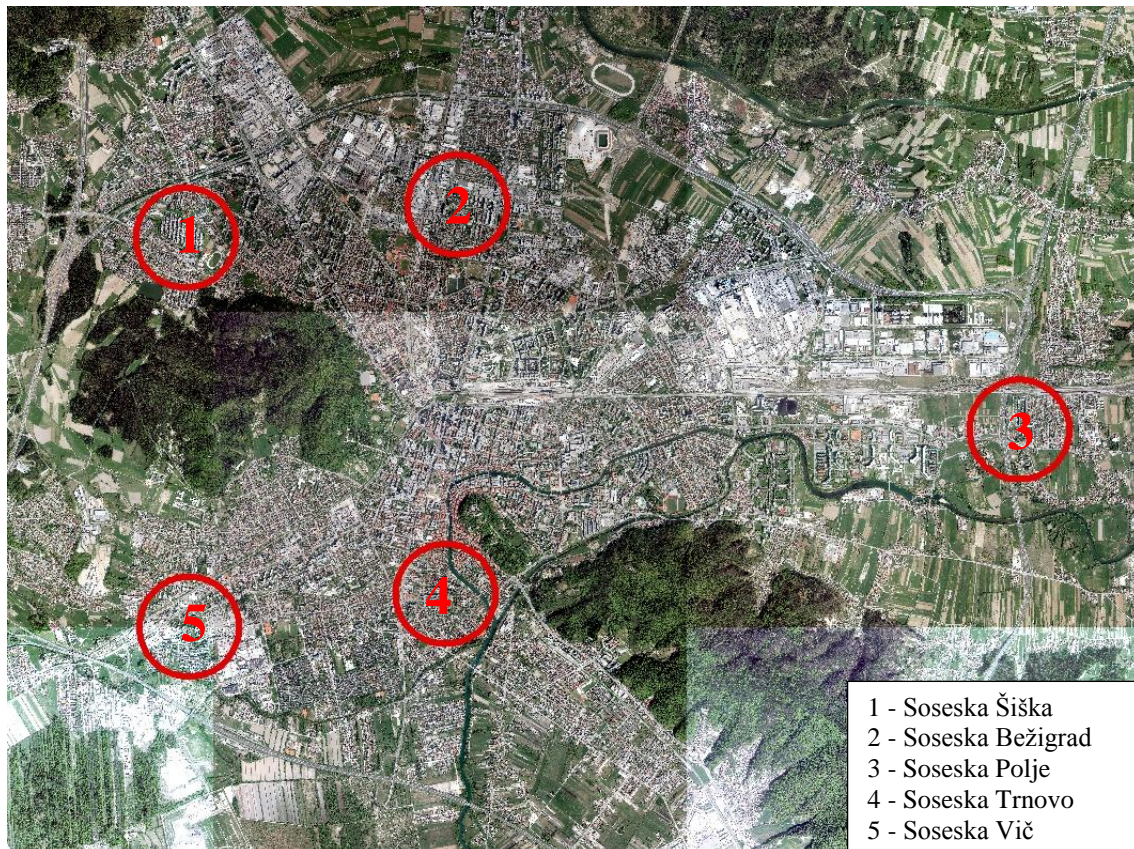 1
2
3
4
5
1 - Soseska Šiška
2 - Soseska Bežigrad
3 - Soseska Polje
4 - Soseska Trnovo
5 - Soseska Vič